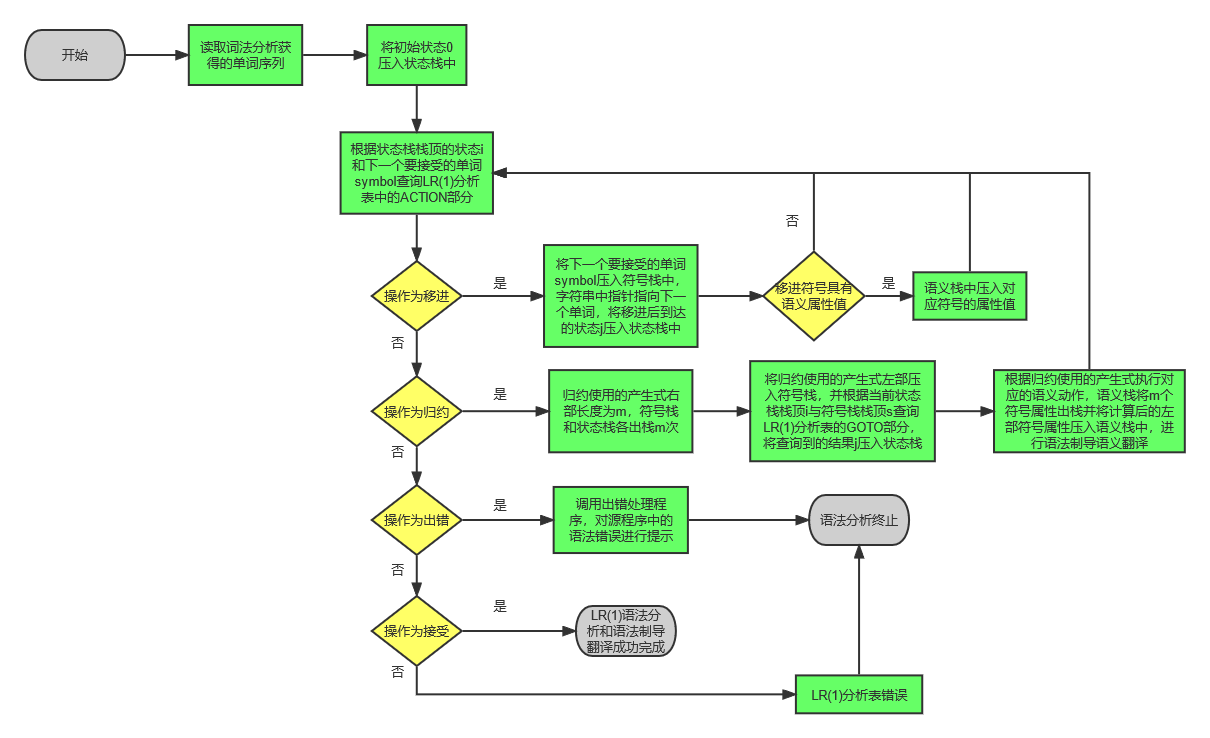 开始
读取词法分析获
得的单词序列
将初始状态0
压入状态栈中
根据状态栈栈顶的状态i
和下一个要接受的单词
symbol查询LR(1)分析
表中的ACTION部分
操作为移进
是
将下一个要接受的单词
symbol压入符号栈中，
字符串中指针指向下一
个单词，将移进后到达
的状态j压入状态栈中
移进符号具有
语义属性值
否
是
语义栈中压入对
应符号的属性值
否
操作为归约
是
归约使用的产生式右
部长度为m，符号栈
和状态栈各出栈m次
将归约使用的产生式左部压
入符号栈，并根据当前状态
栈栈顶i与符号栈栈顶s查询
LR(1)分析表的GOTO部分，
将查询到的结果j压入状态栈
根据归约使用的产生式执行对
应的语义动作，语义栈将m个
符号属性出栈并将计算后的左
部符号属性压入语义栈中，进
行语法制导语义翻译
否
操作为出错
是
调用出错处理程
序，对源程序中的
语法错误进行提示
语法分析终止
否
操作为接受
是
LR(1)语法分
析和语法制导
翻译成功完成
否
LR(1)分析表错误